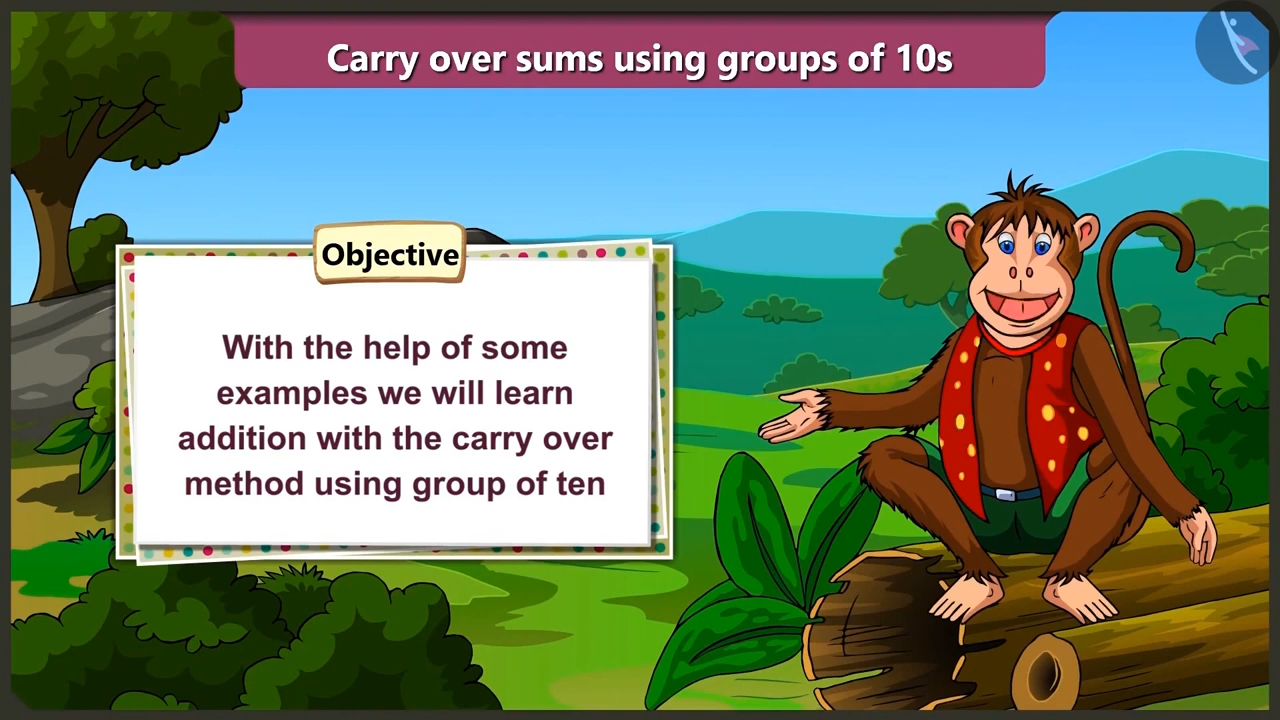 Carry over sums using groups of 10s
Objective
With the help of some
examples we will learn
addition with the carry over
method using group of ten